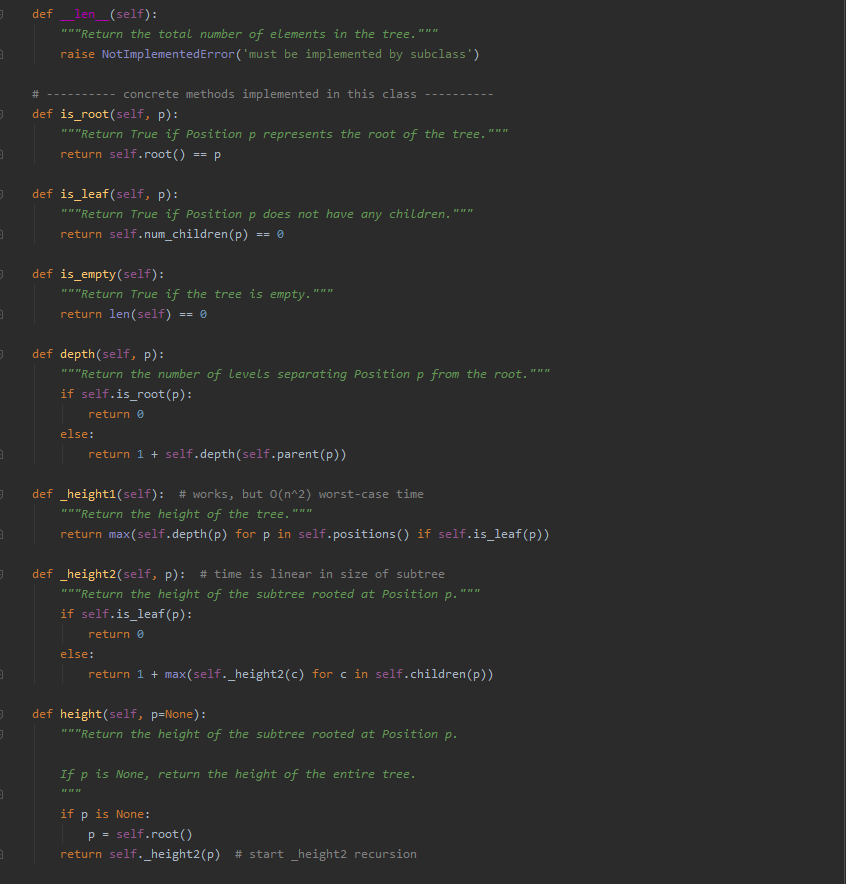 def __len__(self):
"""Return the total number of elements in the tree."""
raise NotImplementedError('must be implemented by subclass')
# ---------- concrete methods implemented in this class ----------
def is_root(self, p):
"""Return True if Position p represents the root of the tree."""
return self.root() == p
def is_leaf(self, p):
"""Return True if Position p does not have any children."""
return self.num_children(p) == 0
def is_empty(self):
"""Return True if the tree is empty."""
return len(self) == 0
def depth(self, p):
"""Return the number of levels separating Position p from the root."""
if self.is_root(p):
return 0
else:
return 1 + self.depth(self.parent(p))
def _height1(self):  # works, but O(n^2) worst-case time
"""Return the height of the tree."""
return max(self.depth(p) for p in self.positions() if self.is_leaf(p))
def _height2(self, p):  # time is linear in size of subtree
"""Return the height of the subtree rooted at Position p."""
if self.is_leaf(p):
return 0
else:
return 1 + max(self._height2(c) for c in self.children(p))
def height(self, p=None):
"""Return the height of the subtree rooted at Position p.
If p is None, return the height of the entire tree.
"""
if p is None:
p = self.root()
return self._height2(p)  # start _height2 recursion